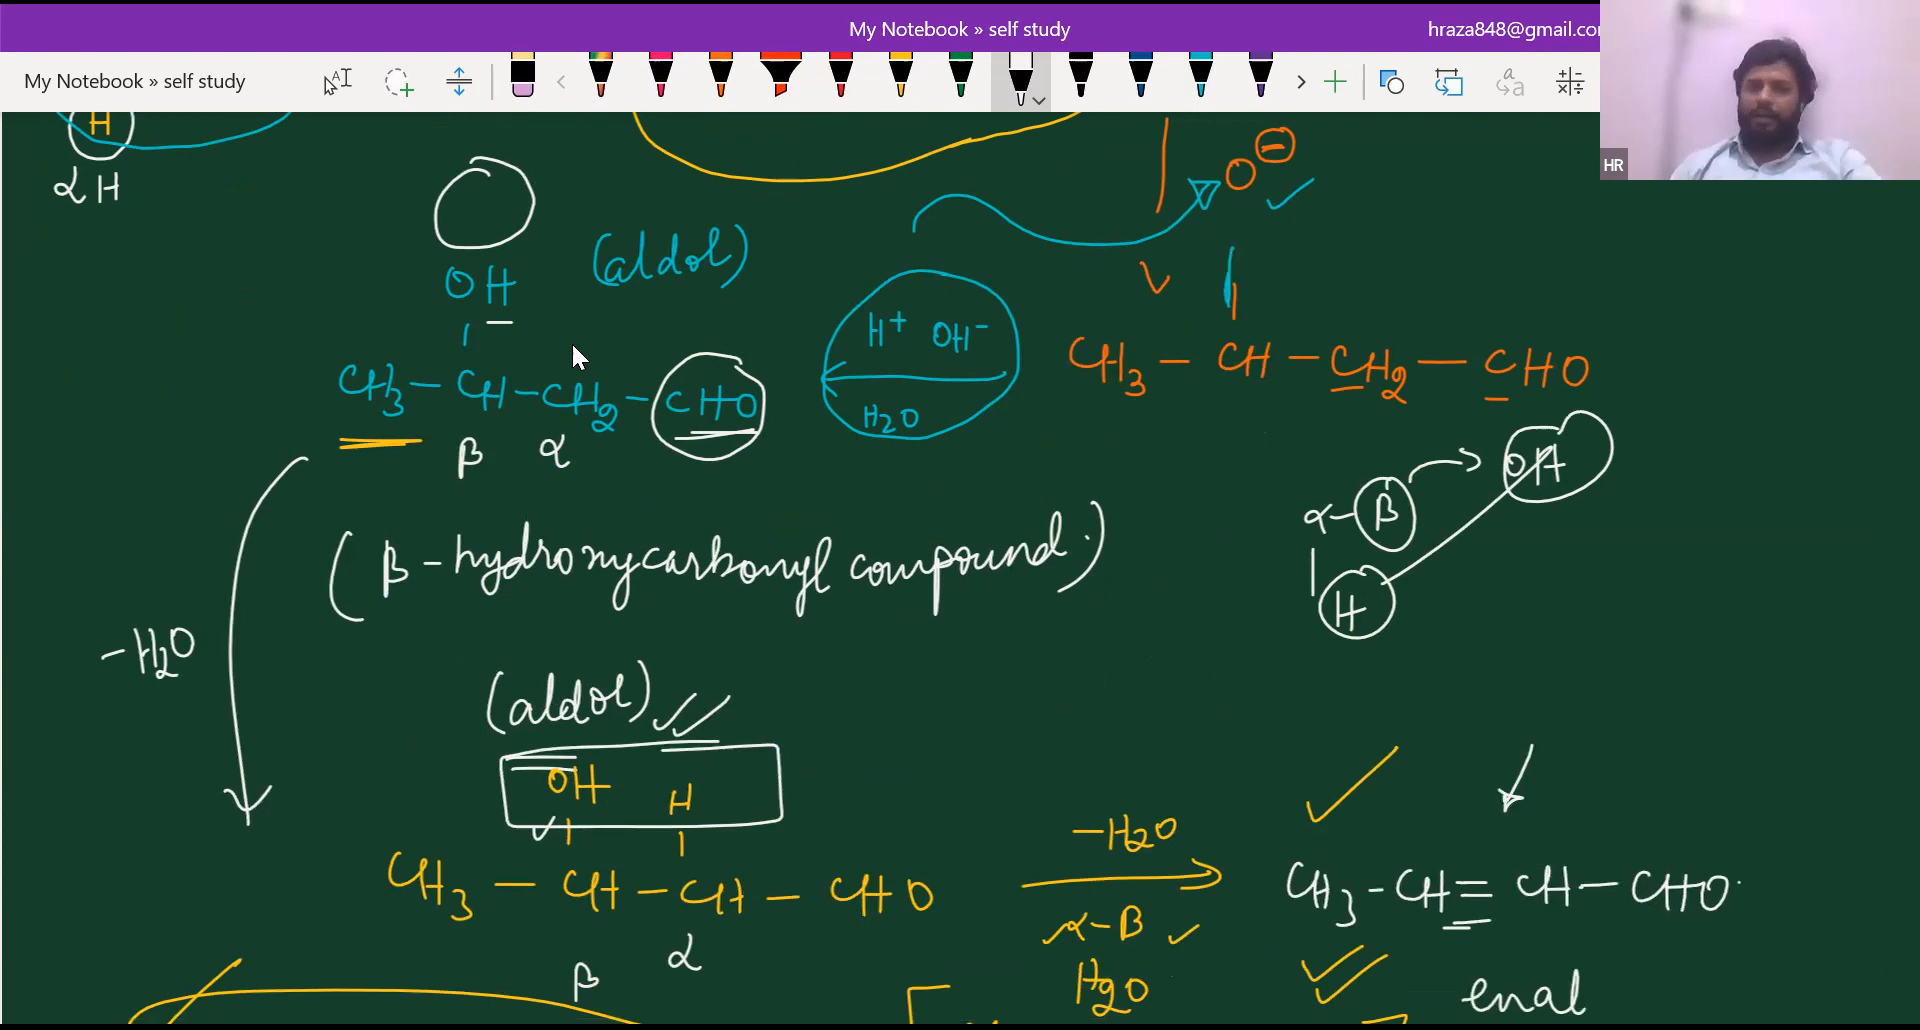 My Notebook » self study
hraza848@gmail.co
My Notebook » self study
HR
H
αH
O⊖
OH
(aldol)
CH3 – CH – CH2 – CHO
β α
H+ OH-
H2O
CH3 – CH – CH2 – CHO
α – β
OH
H
(β-hydroxycarbonyl compound.)
-H2O
(aldol)
OH H
CH3 – CH – CH – CHO
β α
-H2O
α-β
H2O
CH3 - CH = CH – CHO
enal